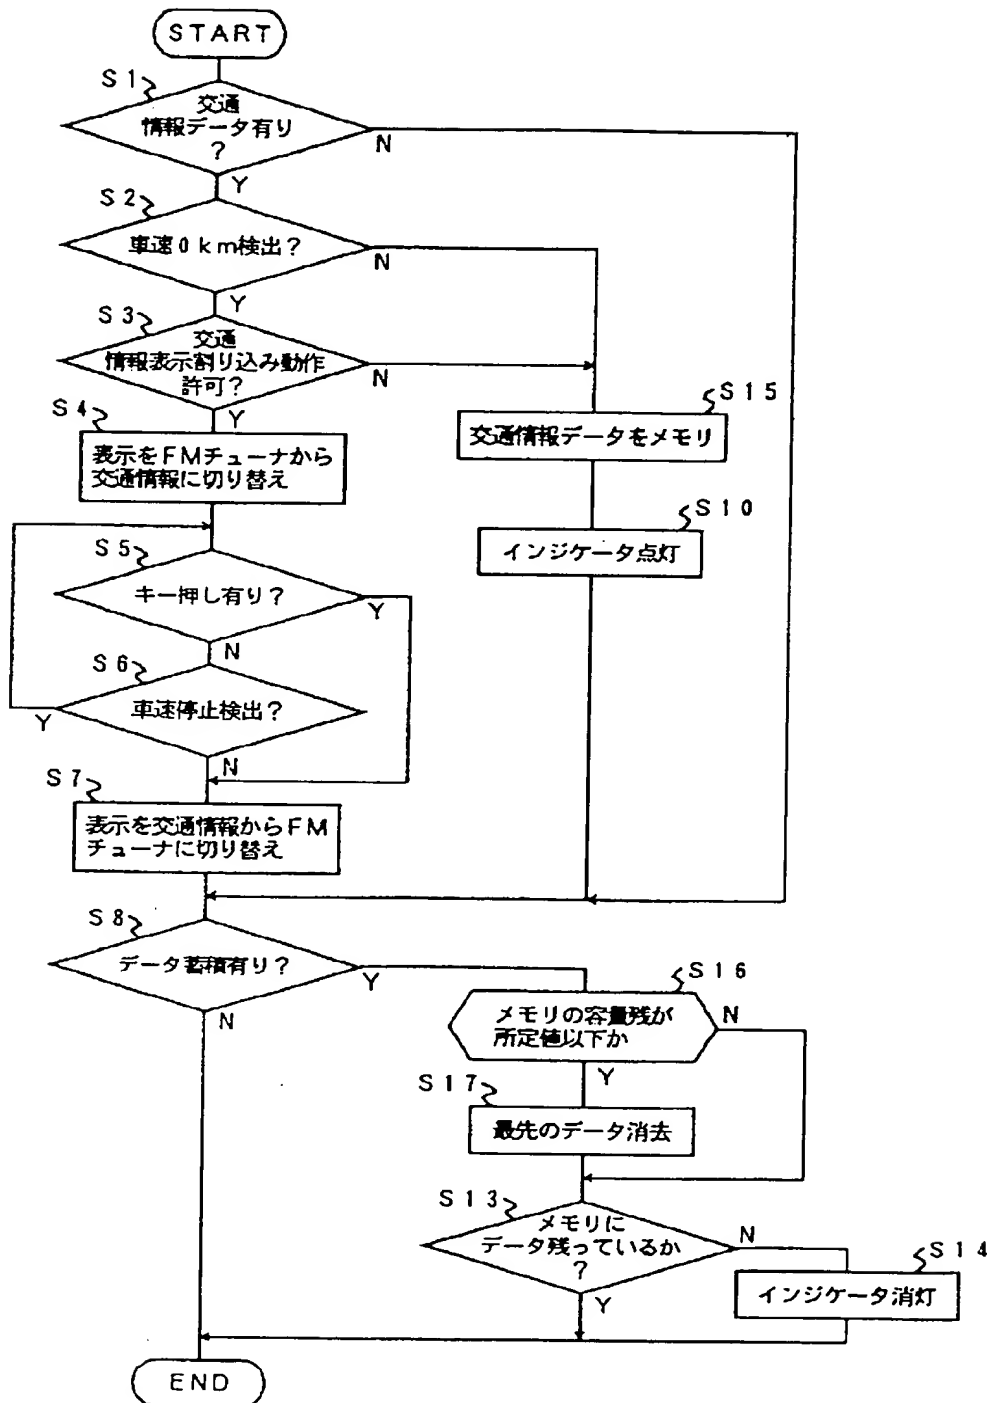 START
S1
交通
情報データ有り
?
N
Y
S2
車速0km検出?
N
Y
S3
交通
情報表示割り込み動作
許可?
N
Y
S4
表示をFMチューナから
交通情報に切り替え
S15
交通情報データをメモリ
S10
インジケータ点灯
S5
キー押し有り?
Y
N
S6
車速停止検出?
Y
N
S7
表示を交通情報からFM
チューナに切り替え
S8
データ蓄積有り?
Y
N
S16
メモリの容量残が
所定値以下か
N
Y
S17
最先のデータ消去
S13
メモリに
データ残っているか
?
N
Y
S14
インジケータ消灯
END